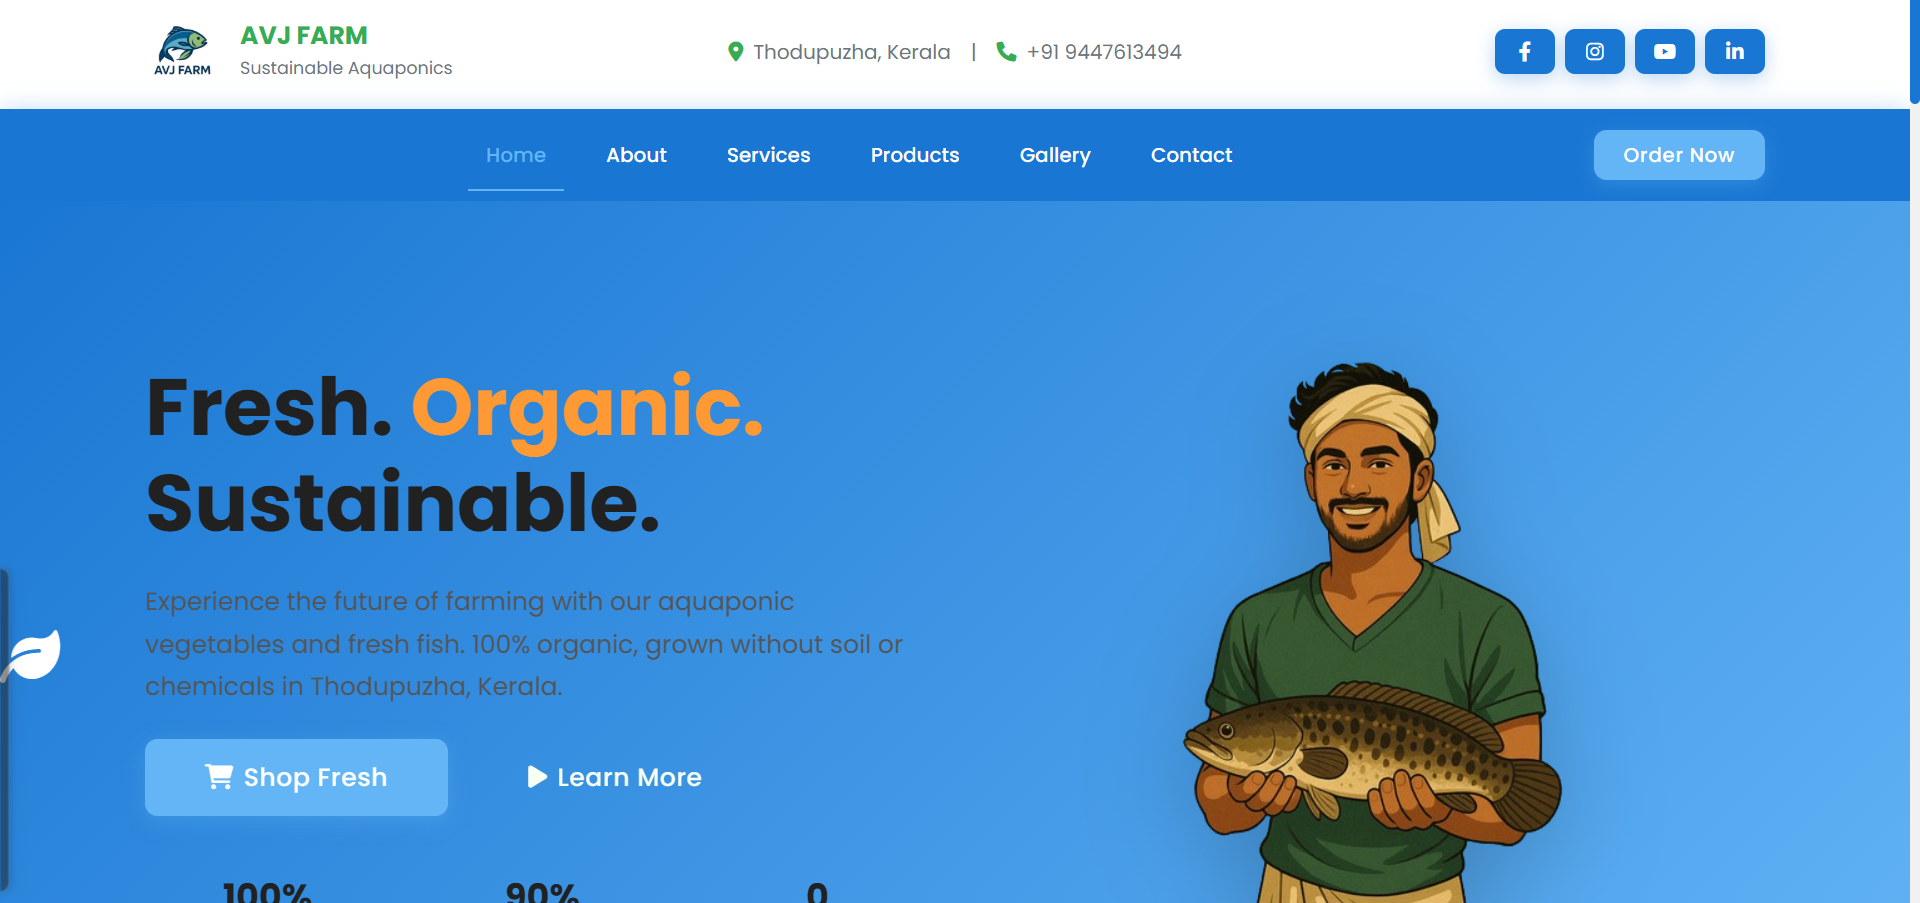 AVJ FARM
AVJ FARM
Sustainable Aquaponics
Thodupuzha, Kerala | +91 9447613494
Home About Services Products Gallery Contact Order Now
Fresh. Organic.
Sustainable.
Experience the future of farming with our aquaponic
vegetables and fresh fish. 100% organic, grown without soil or
chemicals in Thodupuzha, Kerala.
Shop Fresh Learn More
100% 90% 0